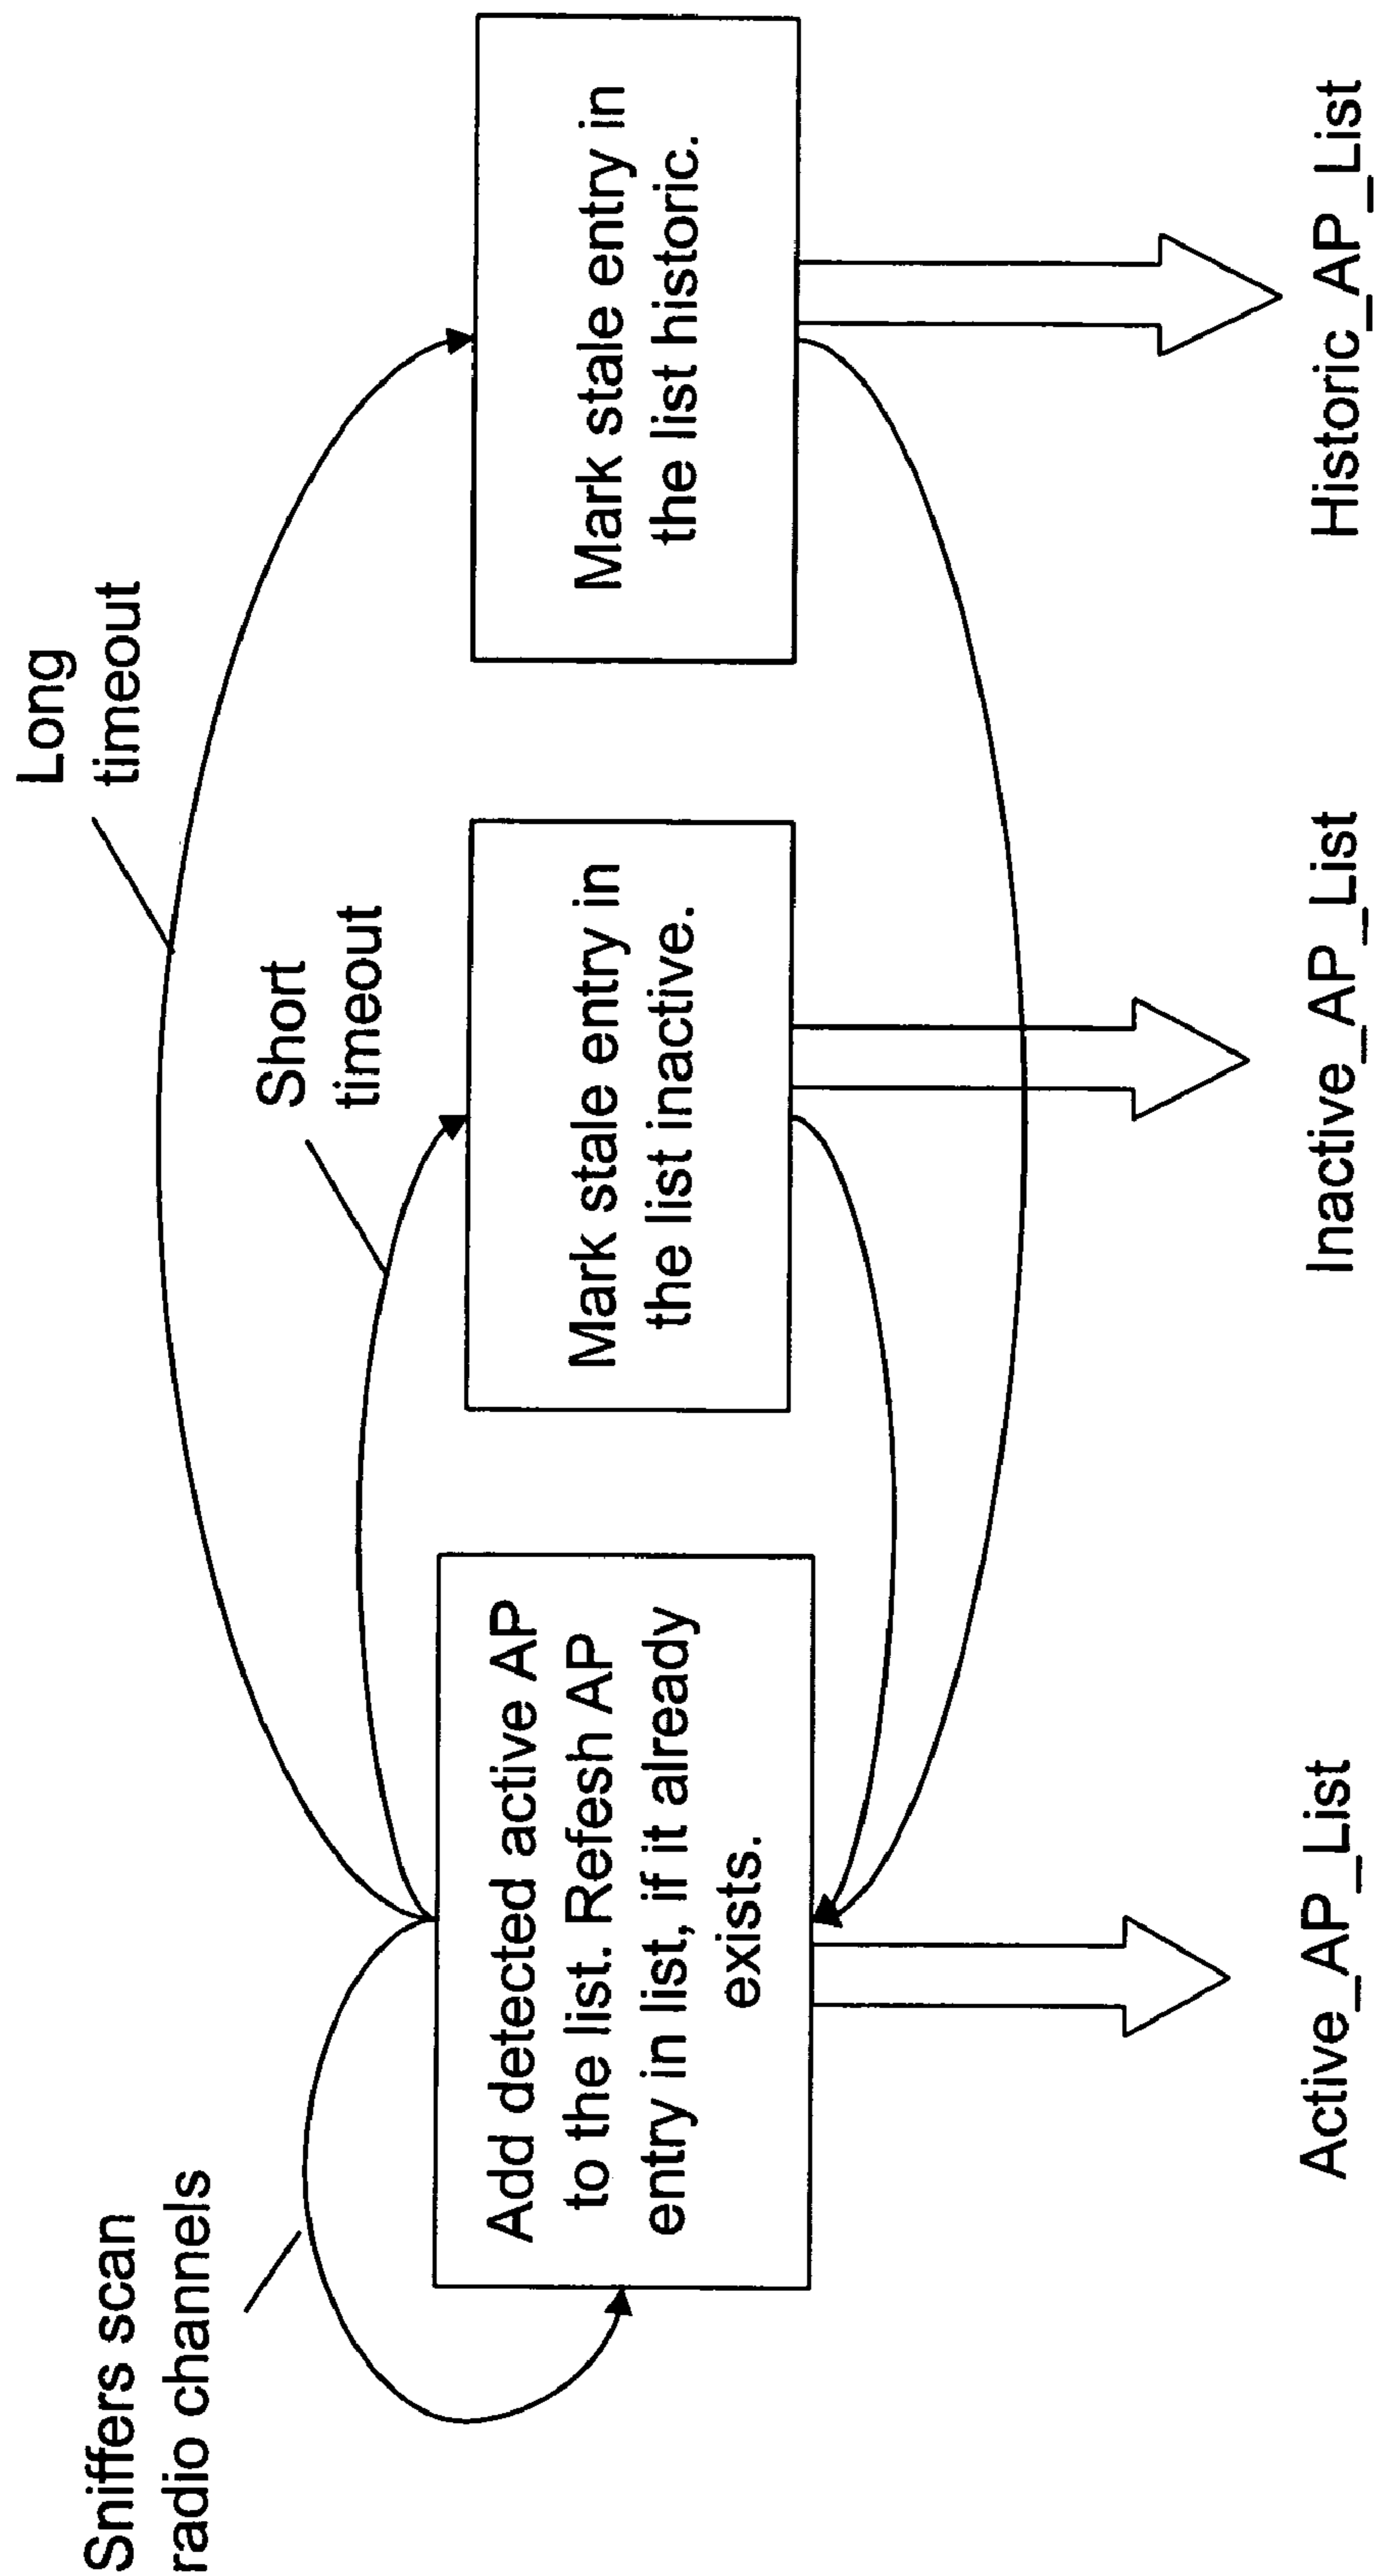 Sniffers scan
radio channels
Short
timeout
Long
timeout
Add detected active AP
to the list. Refesh AP
entry in list, if it already
exists.
Mark stale entry in
the list inactive.
Mark stale entry in
the list historic.
Active_AP_List
Inactive_AP_List
Historic_AP_List